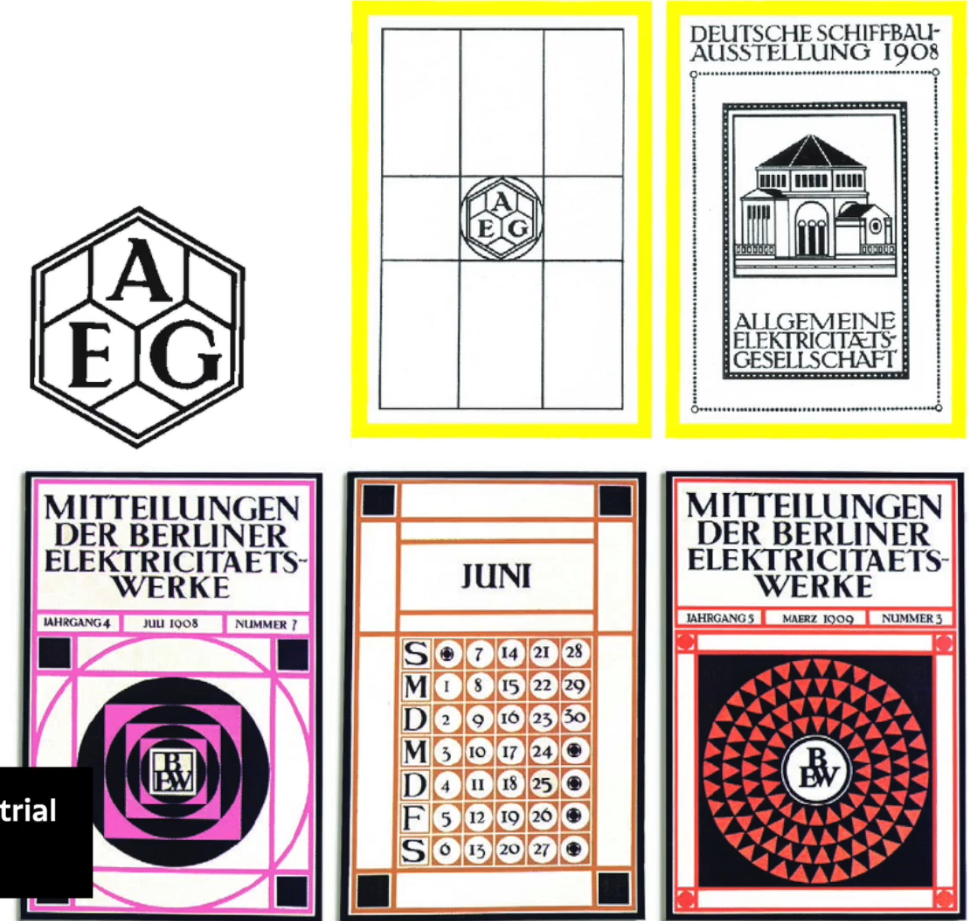 DEUTSCHE SCHIFFBAU-
AUSSTELLUNG 1908
A
E G
A
E G
ALLGEMEINE
ELEKTRICITÆTS-
GESELLSCHAFT
MITTEILUNGEN
DER BERLINER
ELEKTRICITAETS-
WERKE
JAHRGANG 4 JULI 1908 NUMMER 7
B
BEW
JUNI
S 7 14 21 28
M 1 8 15 22 29
D 2 9 16 23 30
M 3 10 17 24
D 4 11 18 25
F 5 12 19 26
S 6 13 20 27
MITTEILUNGEN
DER BERLINER
ELEKTRICITAETS-
WERKE
JAHRGANG 5 MAERZ 1909 NUMMER 3
B
BEW
trial